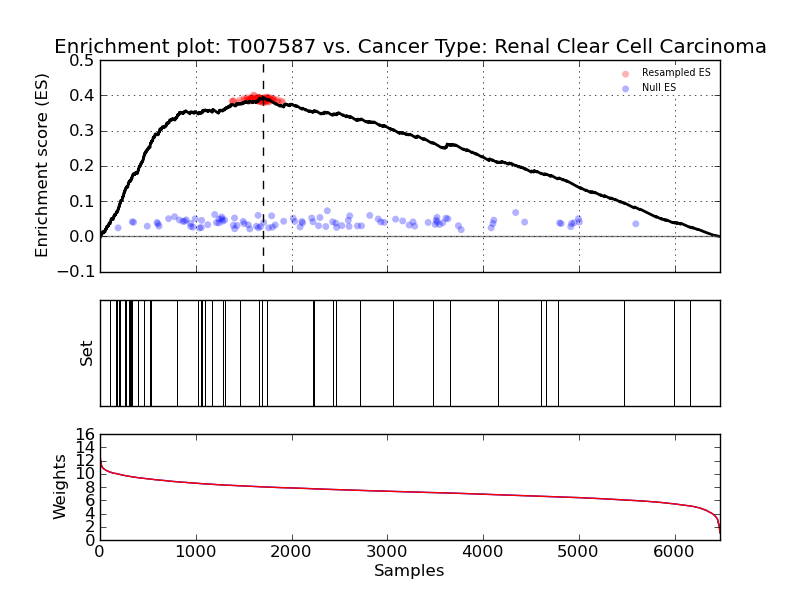 Enrichment plot: T007587 vs. Cancer Type: Renal Clear Cell Carcinoma
Enrichment score (ES)
0.5
0.4
0.3
0.2
0.1
0.0
−0.1
Resampled ES
Null ES
Set
Weights
16
14
12
10
8
6
4
2
0
0 1000 2000 3000 4000 5000 6000
Samples